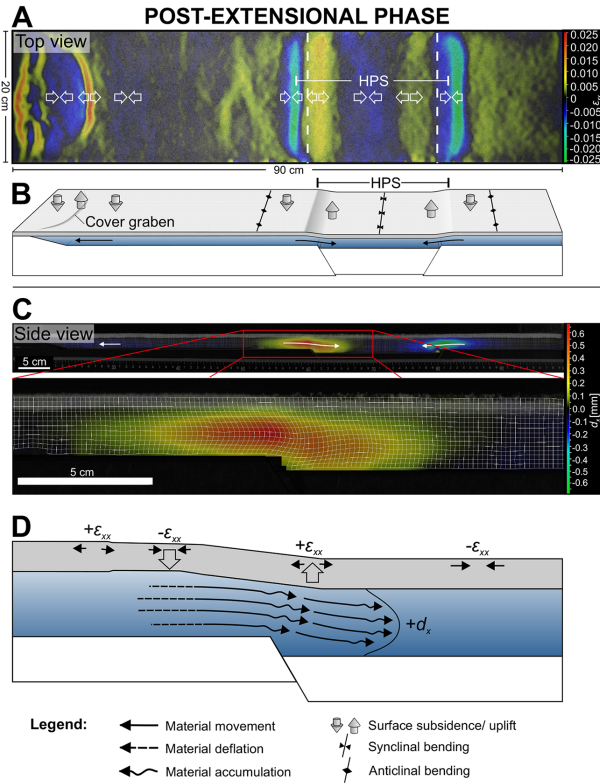 POST-EXTENSIONAL PHASE
A
Top view
HPS
20 cm
90 cm
0.025
0.020
0.015
0.010
0.005
0
-0.005
-0.010
-0.015
-0.020
-0.025
εxx
B
HPS
Cover graben
C
Side view
5 cm
5 cm
0.6
0.5
0.4
0.3
0.2
0.1
0.0
-0.1
-0.2
-0.3
-0.4
-0.5
-0.6
dx[mm]
D
+εxx
-εxx
+εxx
-εxx
+dx
Legend:
Material movement
Material deflation
Material accumulation
Surface subsidence/ uplift
Synclinal bending
Anticlinal bending